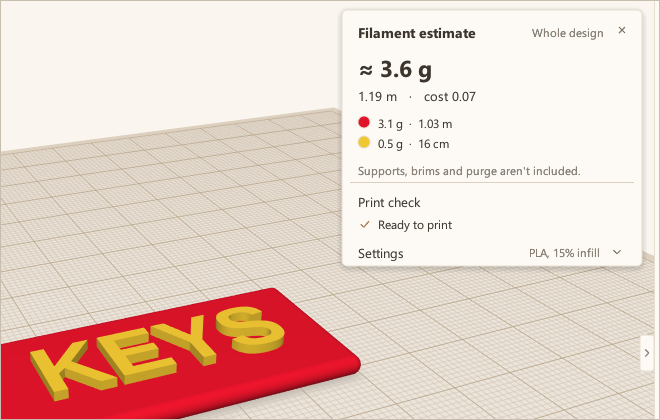 Filament estimate
Whole design ×
≈ 3.6 g
1.19 m · cost 0.07
3.1 g · 1.03 m
0.5 g · 16 cm
Supports, brims and purge aren't included.
Print check
Ready to print
Settings
PLA, 15% infill
KEYS